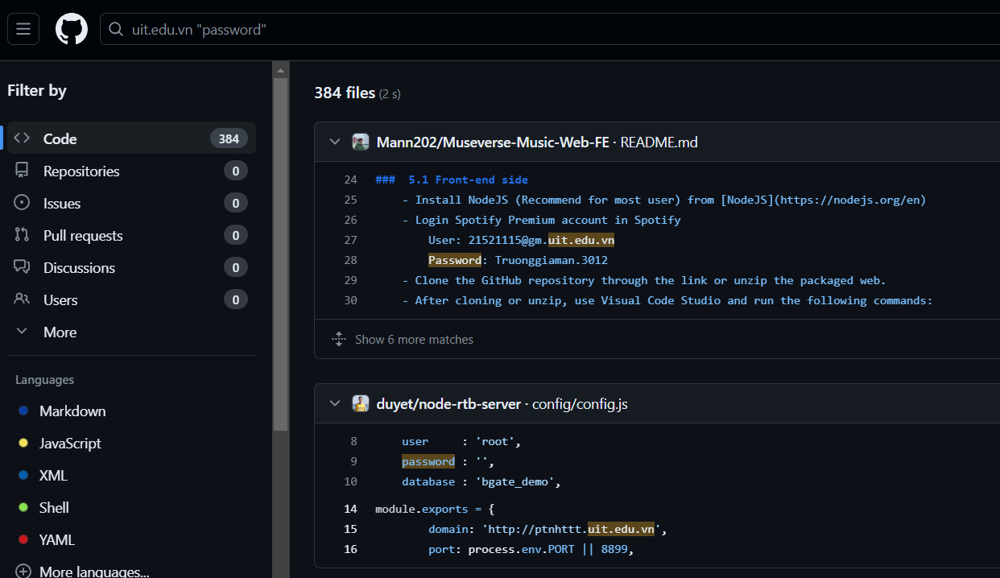 uit.edu.vn "password"
Filter by
Code 384
Repositories 0
Issues 0
Pull requests 0
Discussions 0
Users 0
More
Languages
Markdown
JavaScript
XML
Shell
YAML
More languages...
384 files (2 s)
Mann202/Museverse-Music-Web-FE · README.md
24 ### 5.1 Front-end side
25 - Install NodeJS (Recommend for most user) from [NodeJS](https://nodejs.org/en)
26 - Login Spotify Premium account in Spotify
27 User: 21521115@gm.uit.edu.vn
28 Password: Truonggiaman.3012
29 - Clone the GitHub repository through the link or unzip the packaged web.
30 - After cloning or unzip, use Visual Code Studio and run the following commands:
Show 6 more matches
duyet/node-rtb-server · config/config.js
8 user : 'root',
9 password : '',
10 database : 'bgate_demo',
14 module.exports = {
15 domain: 'http://ptnhttt.uit.edu.vn',
16 port: process.env.PORT || 8899,